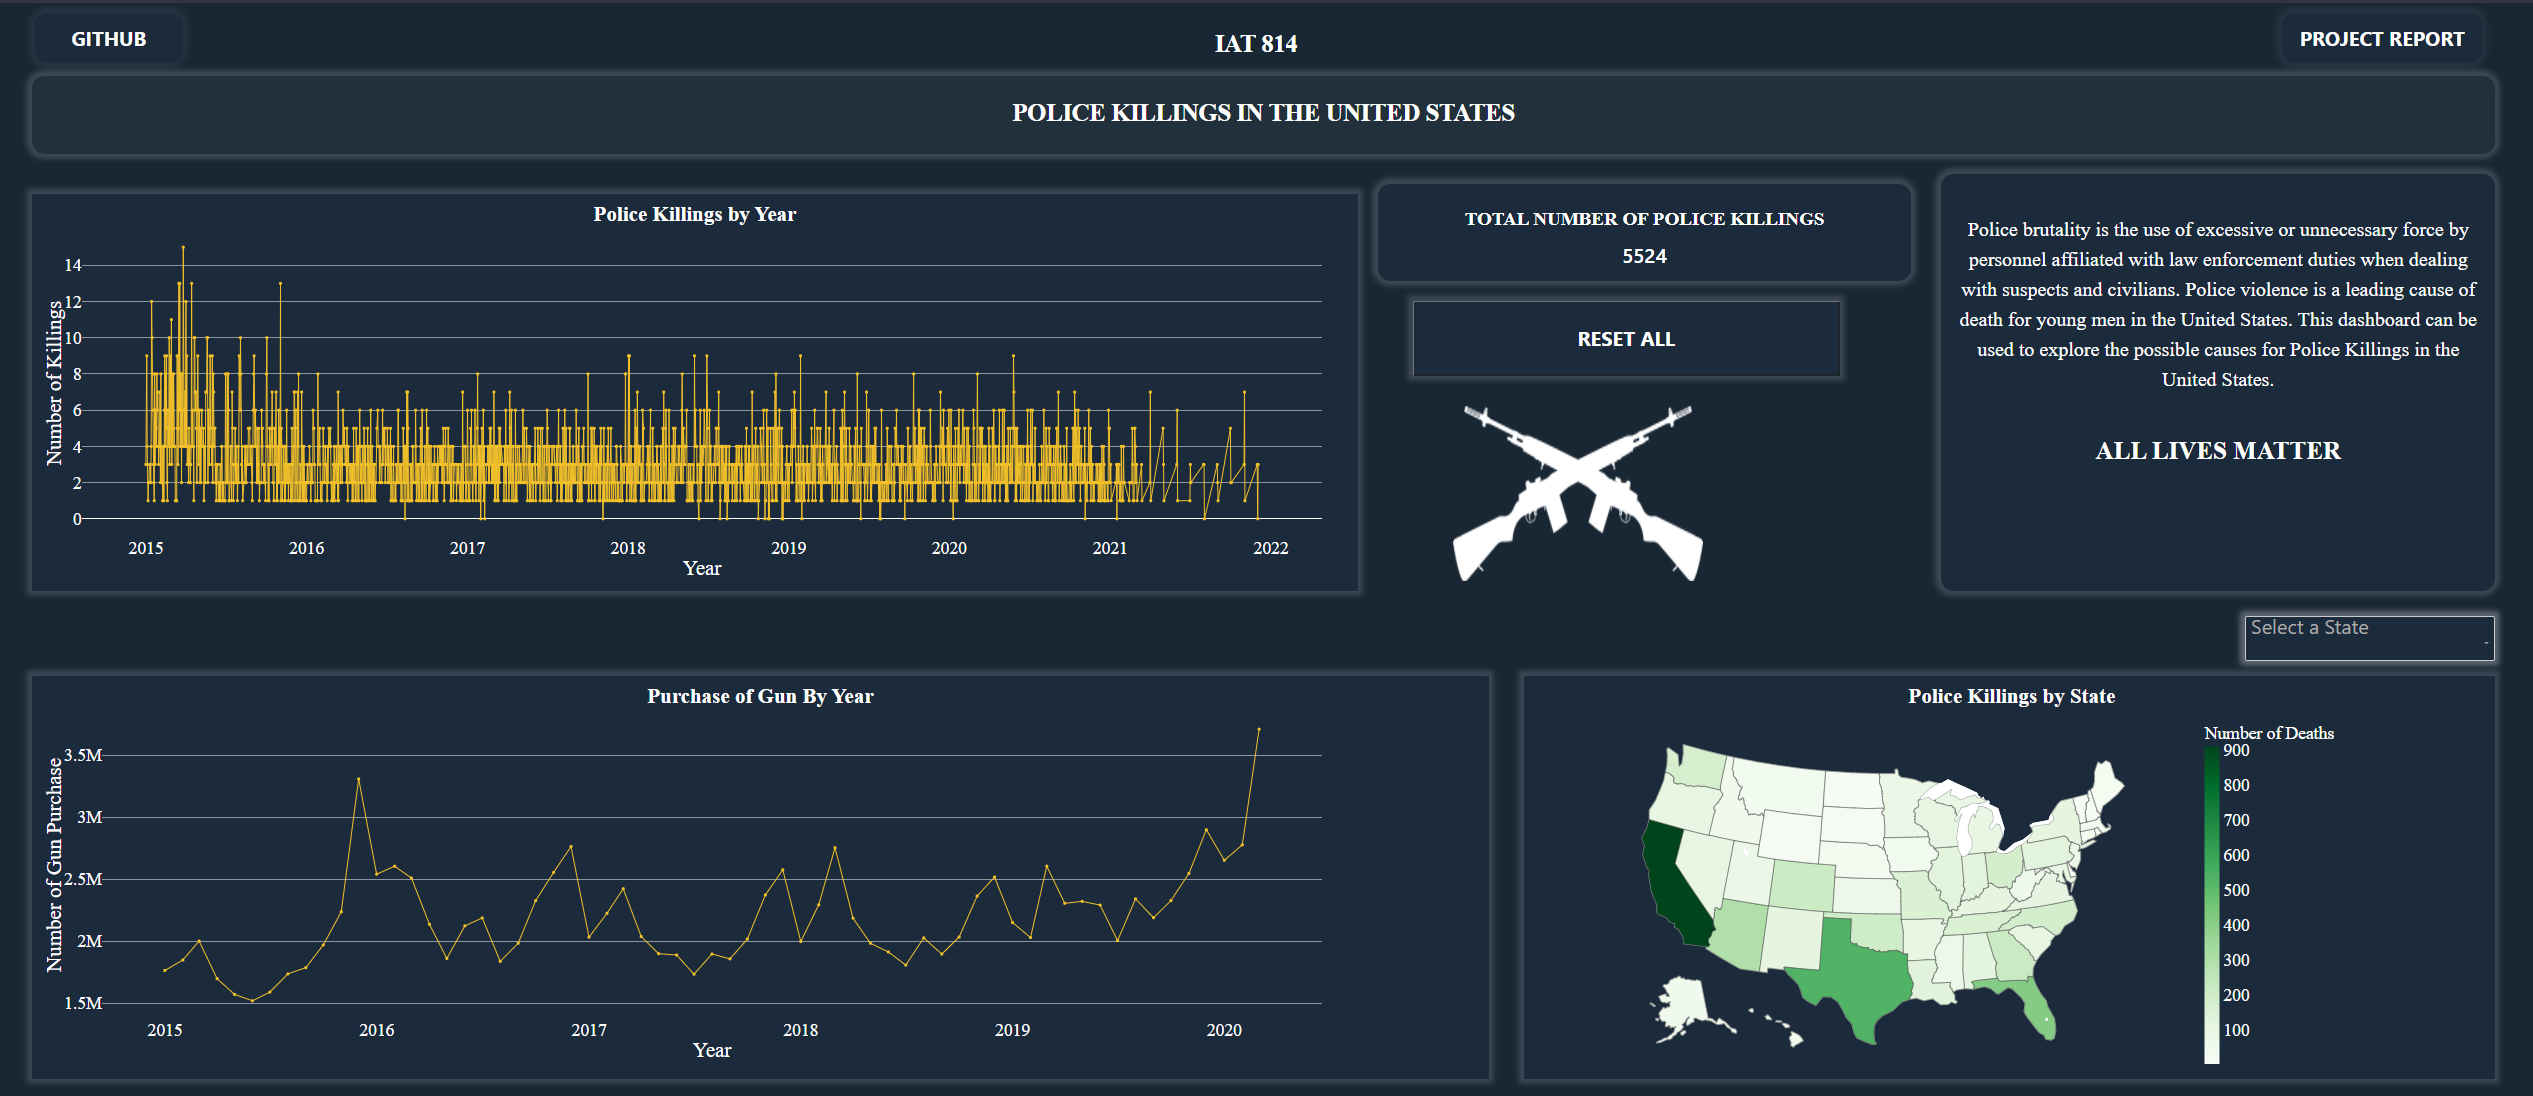 GITHUB
IAT 814
PROJECT REPORT
POLICE KILLINGS IN THE UNITED STATES
Police Killings by Year
14
12
10
8
6
4
2
0
Number of Killings
2015 2016 2017 2018 2019 2020 2021 2022
Year
TOTAL NUMBER OF POLICE KILLINGS
5524
RESET ALL
Police brutality is the use of excessive or unnecessary force by
personnel affiliated with law enforcement duties when dealing
with suspects and civilians. Police violence is a leading cause of
death for young men in the United States. This dashboard can be
used to explore the possible causes for Police Killings in the
United States.
ALL LIVES MATTER
Select a State
Purchase of Gun By Year
3.5M
3M
2.5M
2M
1.5M
Number of Gun Purchase
2015 2016 2017 2018 2019 2020
Year
Police Killings by State
Number of Deaths
900
800
700
600
500
400
300
200
100